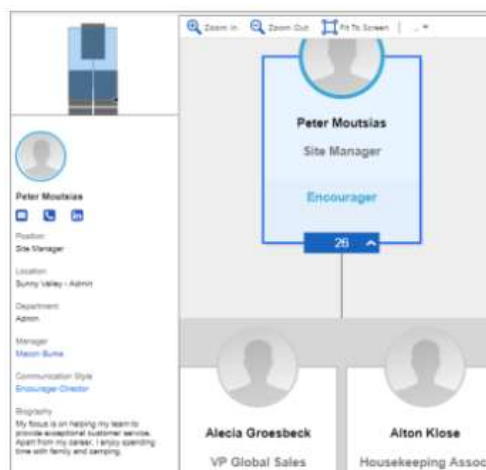 Zoom In Zoom Out Fit To Screen
Peter Moutsias
Site Manager
Encourager
26
Alecia Groesbeck
VP Global Sales
Alton Klose
Housekeeping Assoc
Peter Moutsias
Position
Site Manager
Location
Sunny Valley - Admin
Department
Admin
Manager
Mason Burke
Communication Style
Encourager-Director
Biography
My focus is on helping my team to
provide exceptional customer service.
Apart from my career, I enjoy spending
time with family and camping.